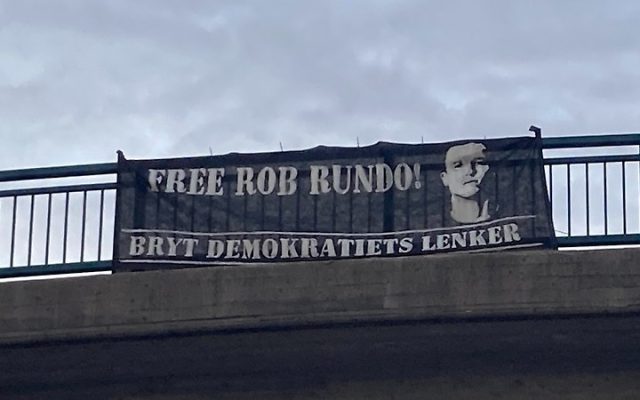 FREE ROB RUNDO!
BRYT DEMOKRATIETS LENKER